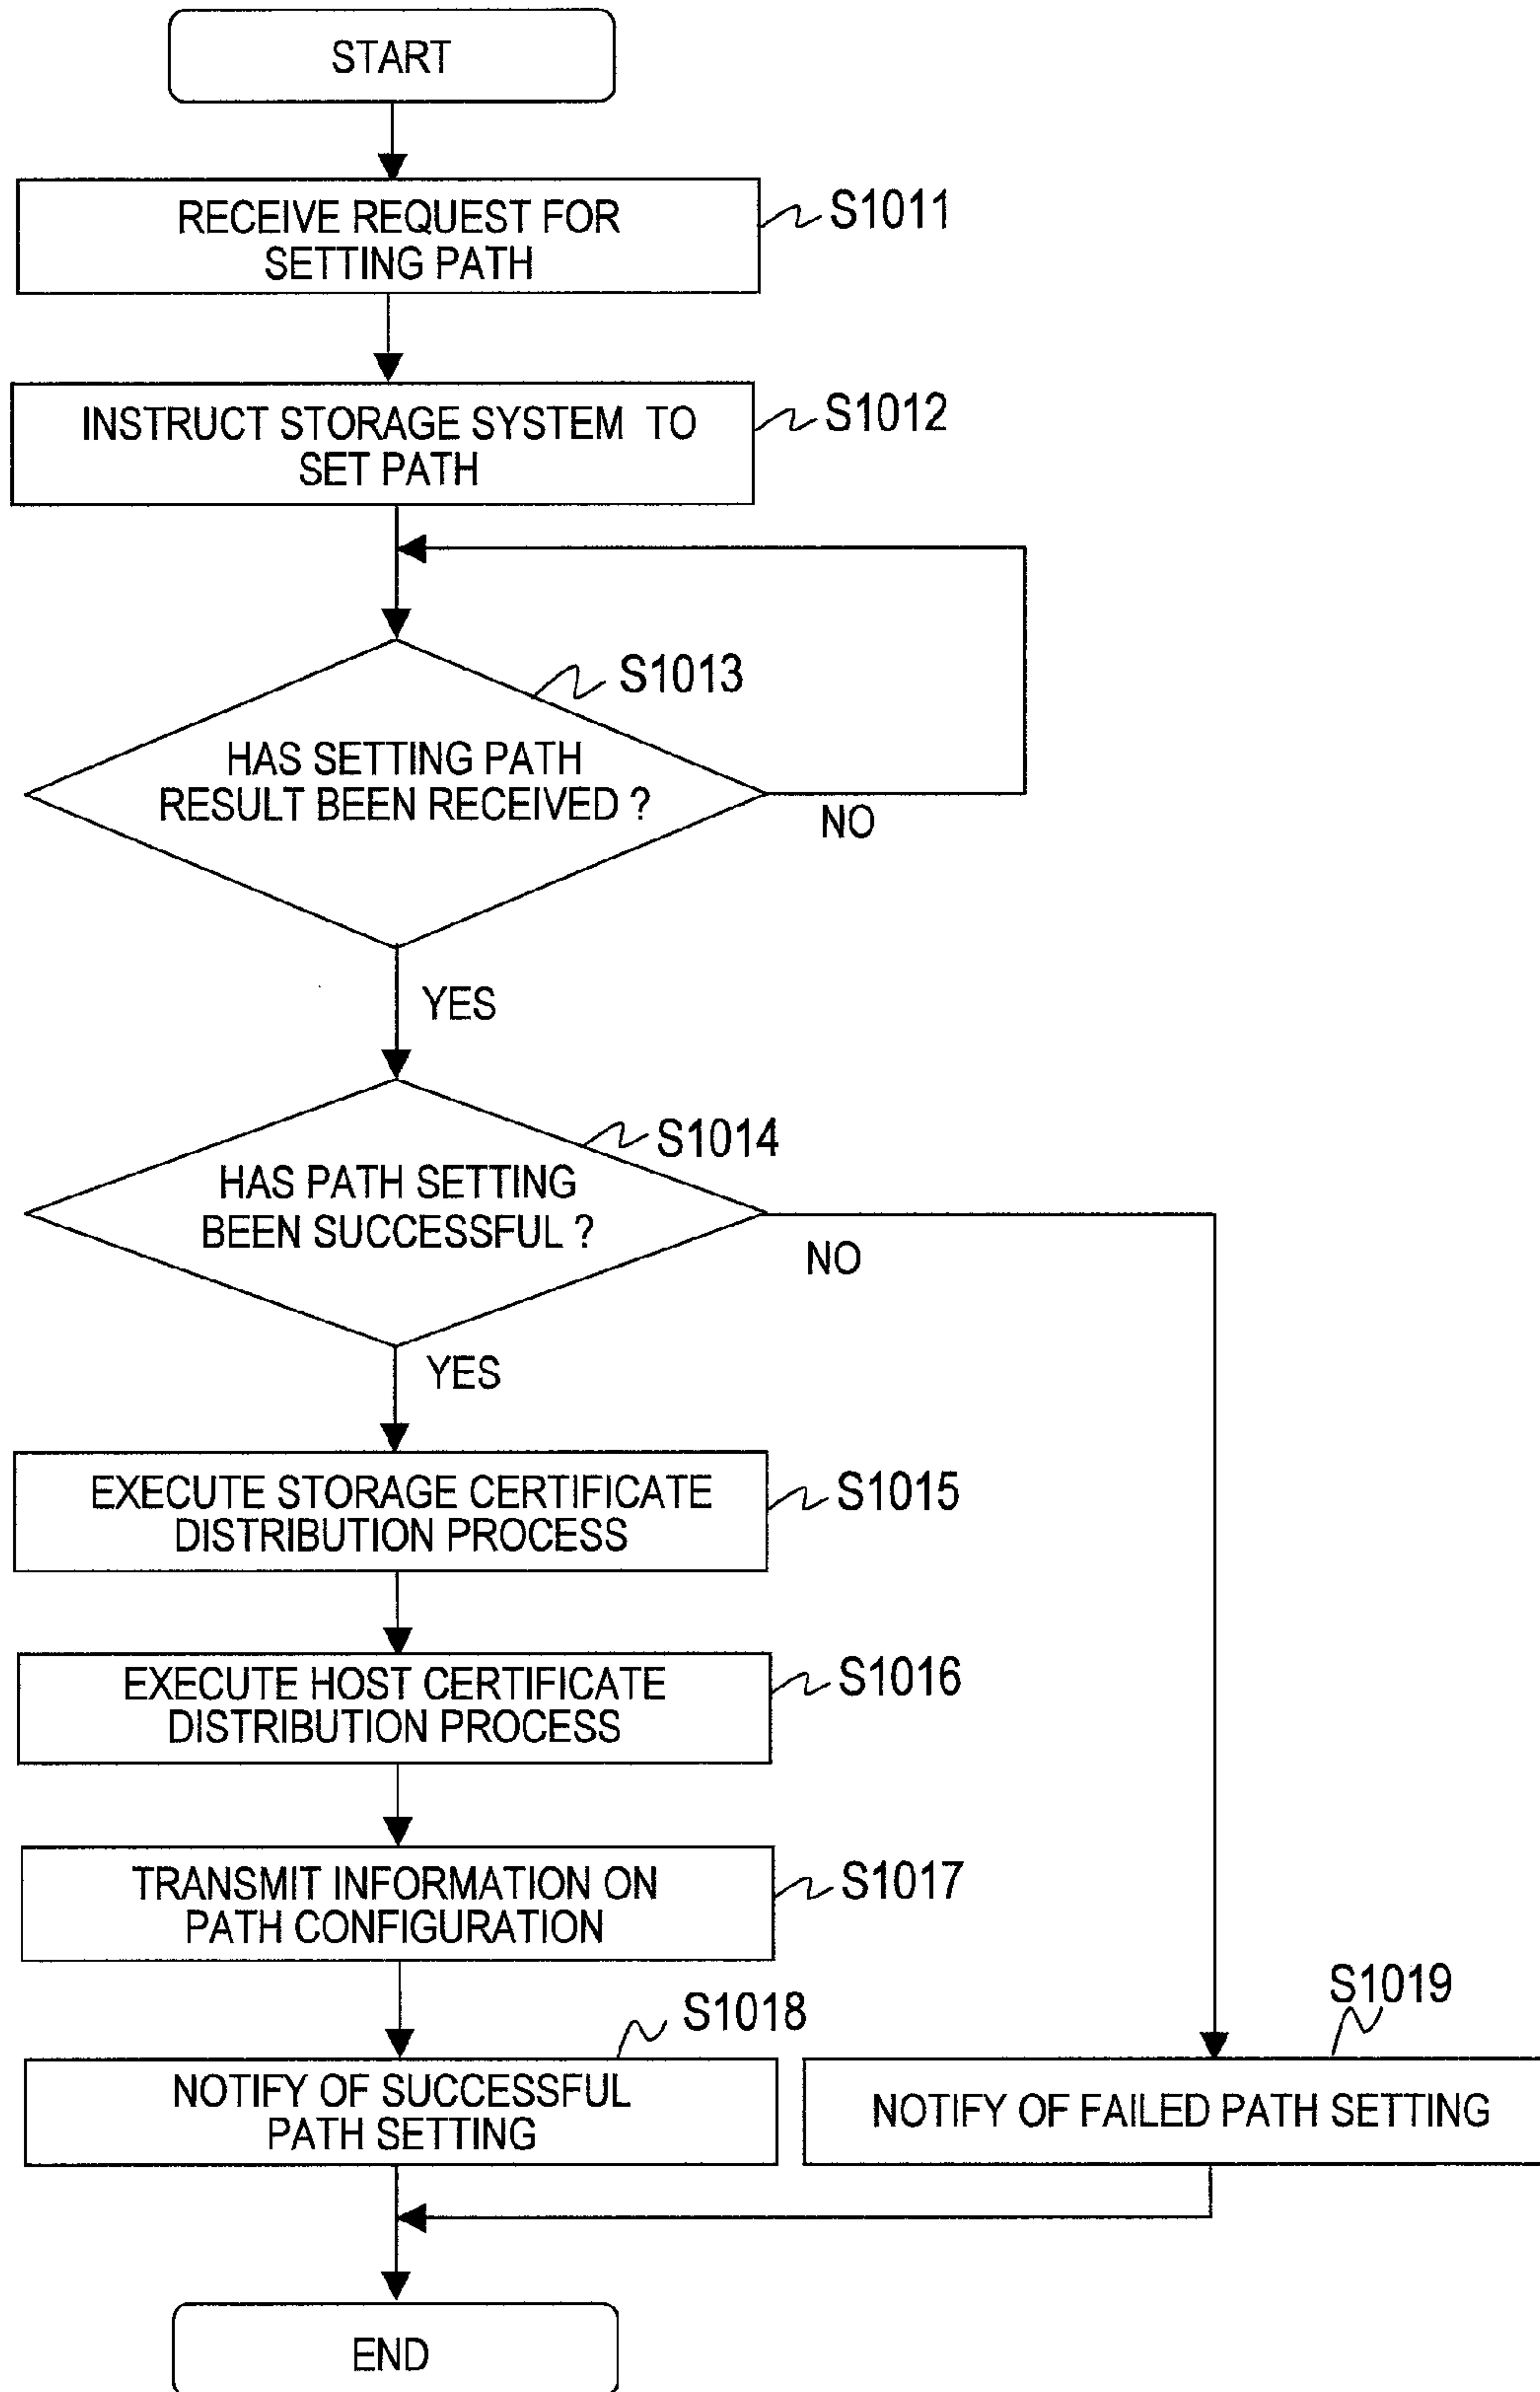 START
RECEIVE REQUEST FOR
SETTING PATH
S1011
INSTRUCT STORAGE SYSTEM TO
SET PATH
S1012
S1013
HAS SETTING PATH
RESULT BEEN RECEIVED ?
NO
YES
S1014
HAS PATH SETTING
BEEN SUCCESSFUL ?
NO
YES
EXECUTE STORAGE CERTIFICATE
DISTRIBUTION PROCESS
S1015
EXECUTE HOST CERTIFICATE
DISTRIBUTION PROCESS
S1016
TRANSMIT INFORMATION ON
PATH CONFIGURATION
S1017
S1018
NOTIFY OF SUCCESSFUL
PATH SETTING
S1019
NOTIFY OF FAILED PATH SETTING
END